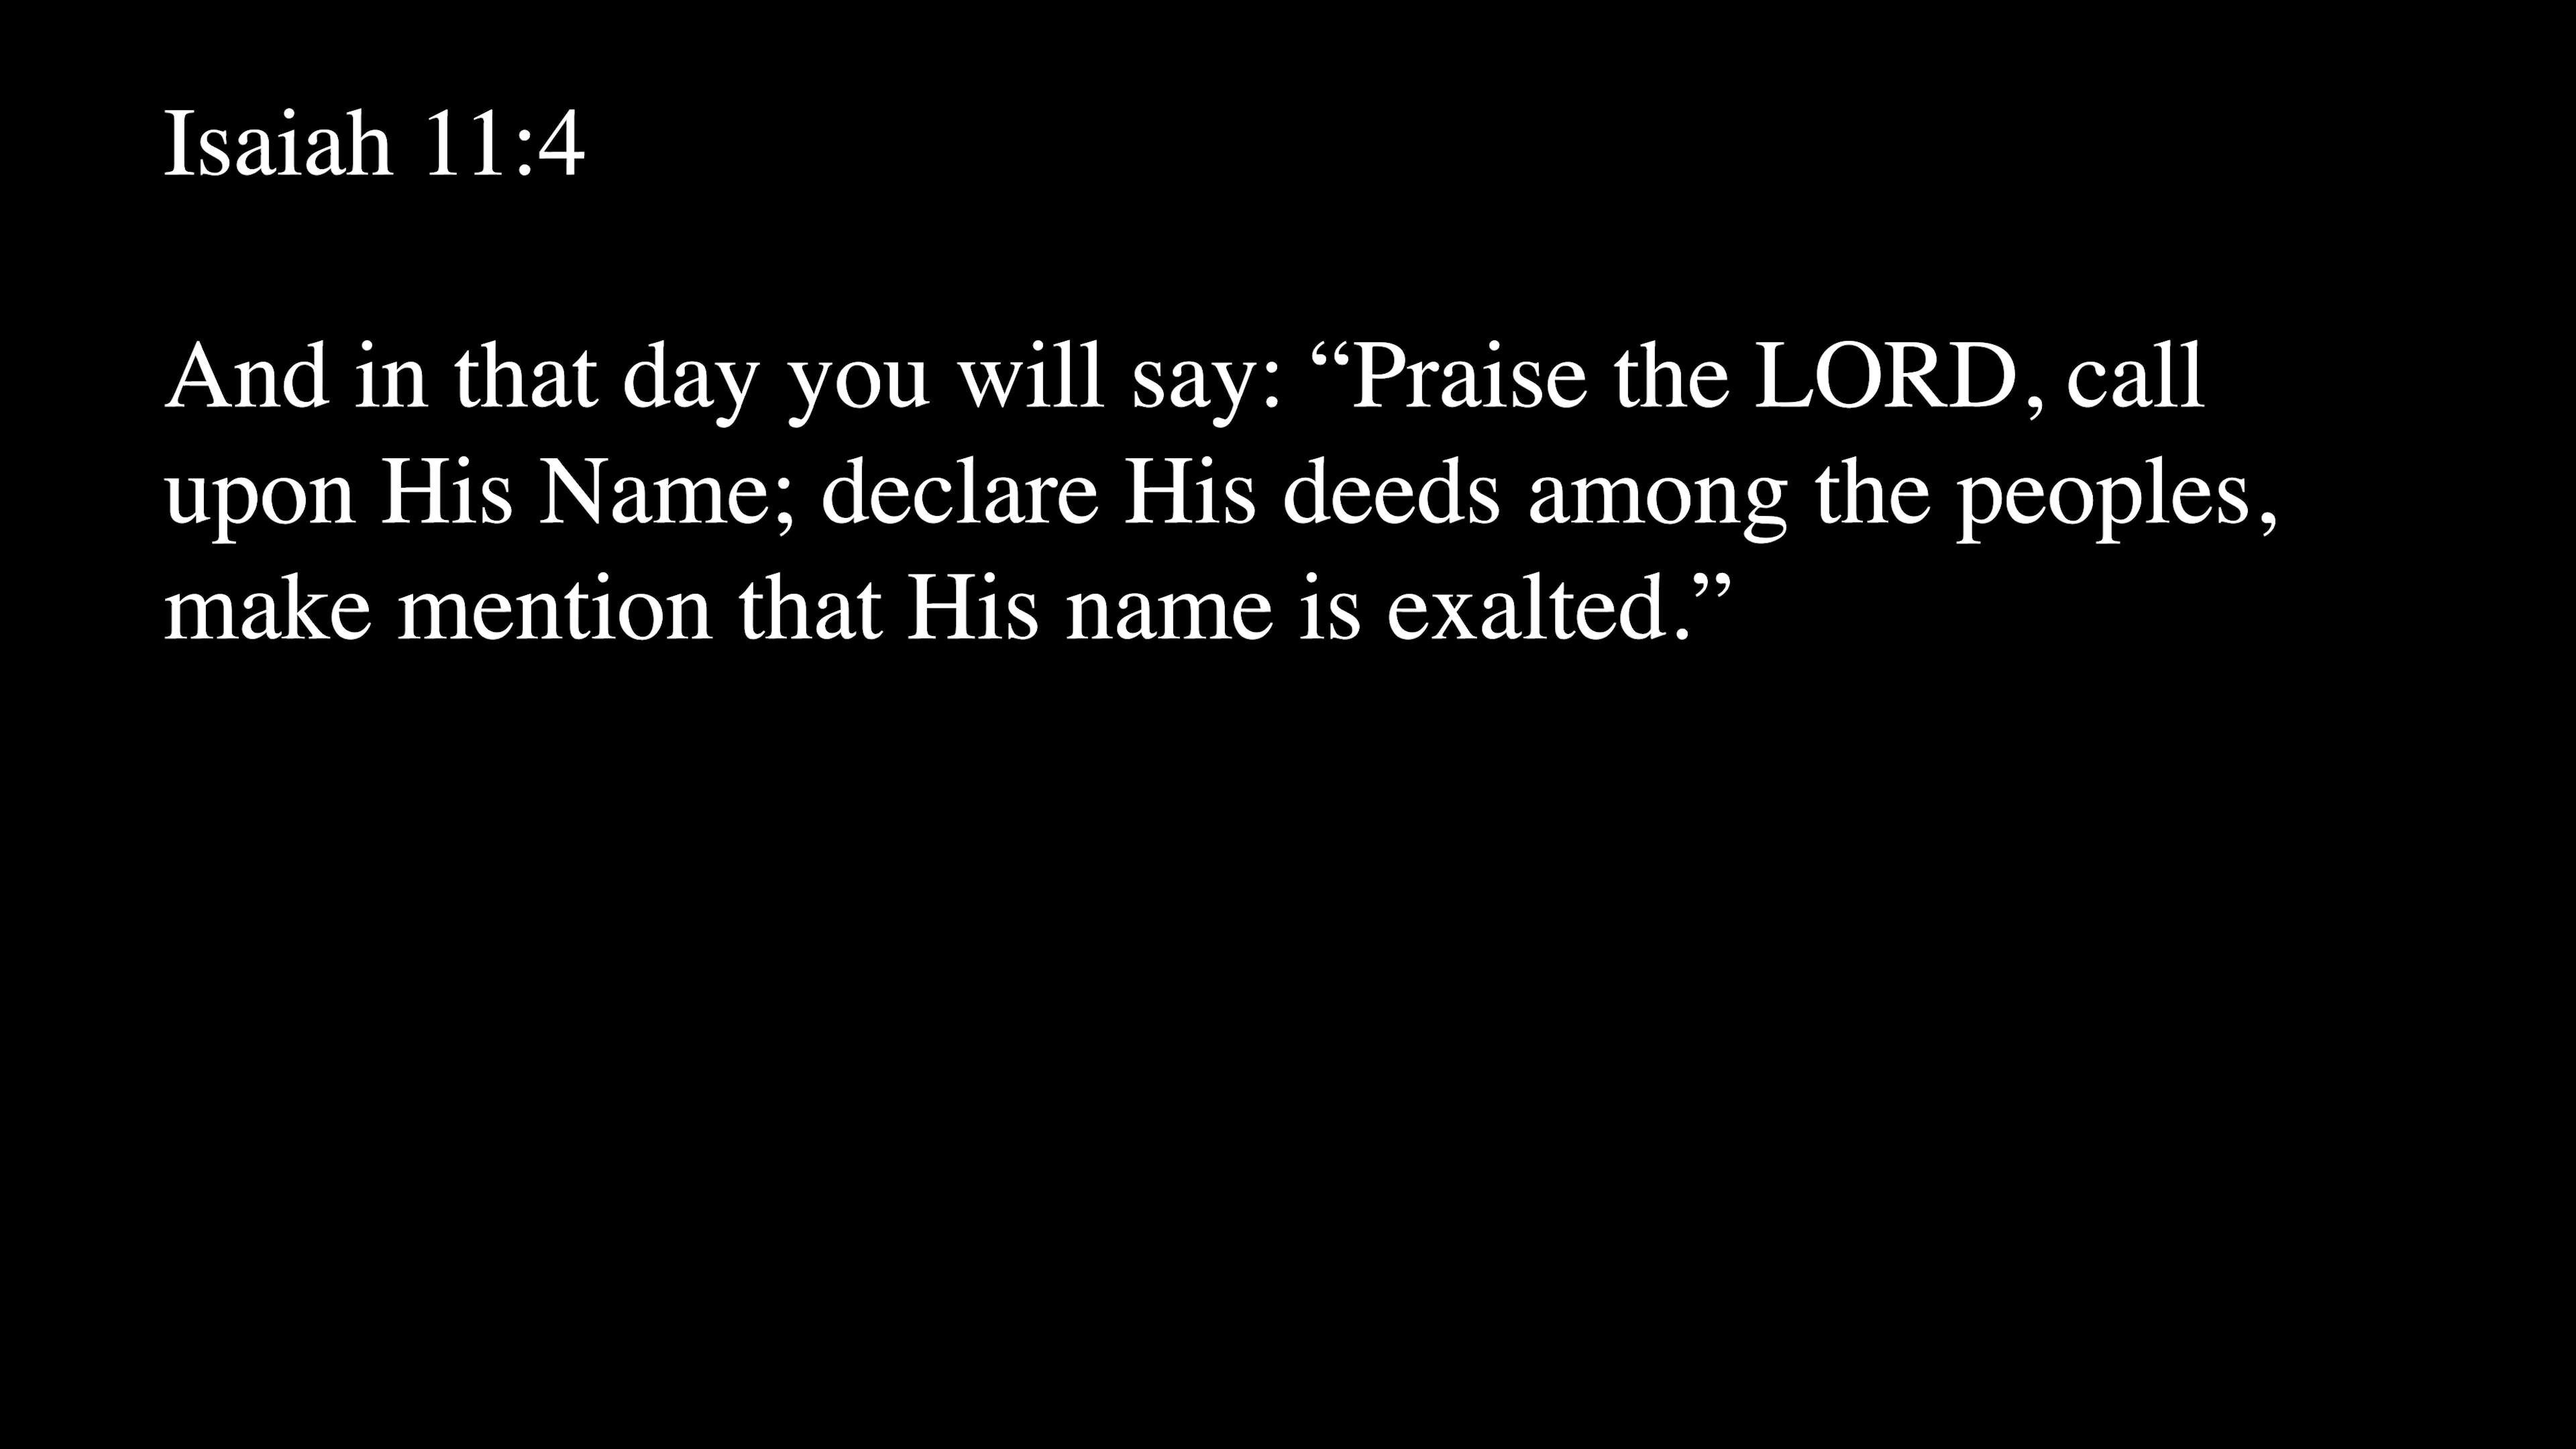 Isaiah 11:4
And in that day you will say: “Praise the LORD, call
upon His Name; declare His deeds among the peoples,
make mention that His name is exalted.”